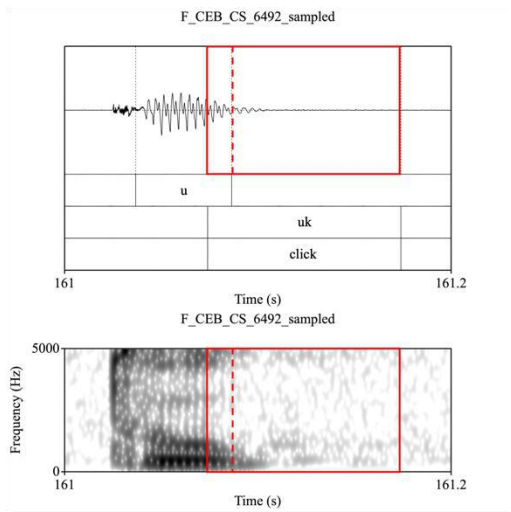 F_CEB_CS_6492_sampled
u
uk
click
161
161.2
Time (s)
F_CEB_CS_6492_sampled
5000
Frequency (Hz)
0
161
161.2
Time (s)